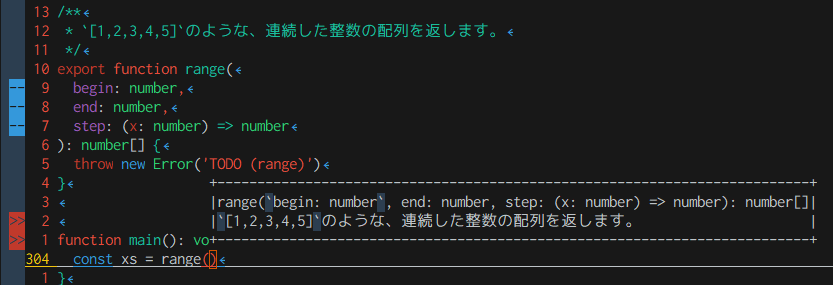 13 /**
12  * `[1,2,3,4,5]`のような、連続した整数の配列を返します。
11  */
10 export function range(
-- 9   begin: number,
-- 8   end: number,
-- 7   step: (x: number) => number
6 ): number[] {
5   throw new Error('TODO (range)')
4 }
+--------------------------------------------------------------------------+
3 |range(`begin: number`, end: number, step: (x: number) => number): number[]|
>> 2 |`[1,2,3,4,5]`のような、連続した整数の配列を返します。 |
>> 1 function main(): vo+--------------------------------------------------------------------------+
304   const xs = range()
1 }